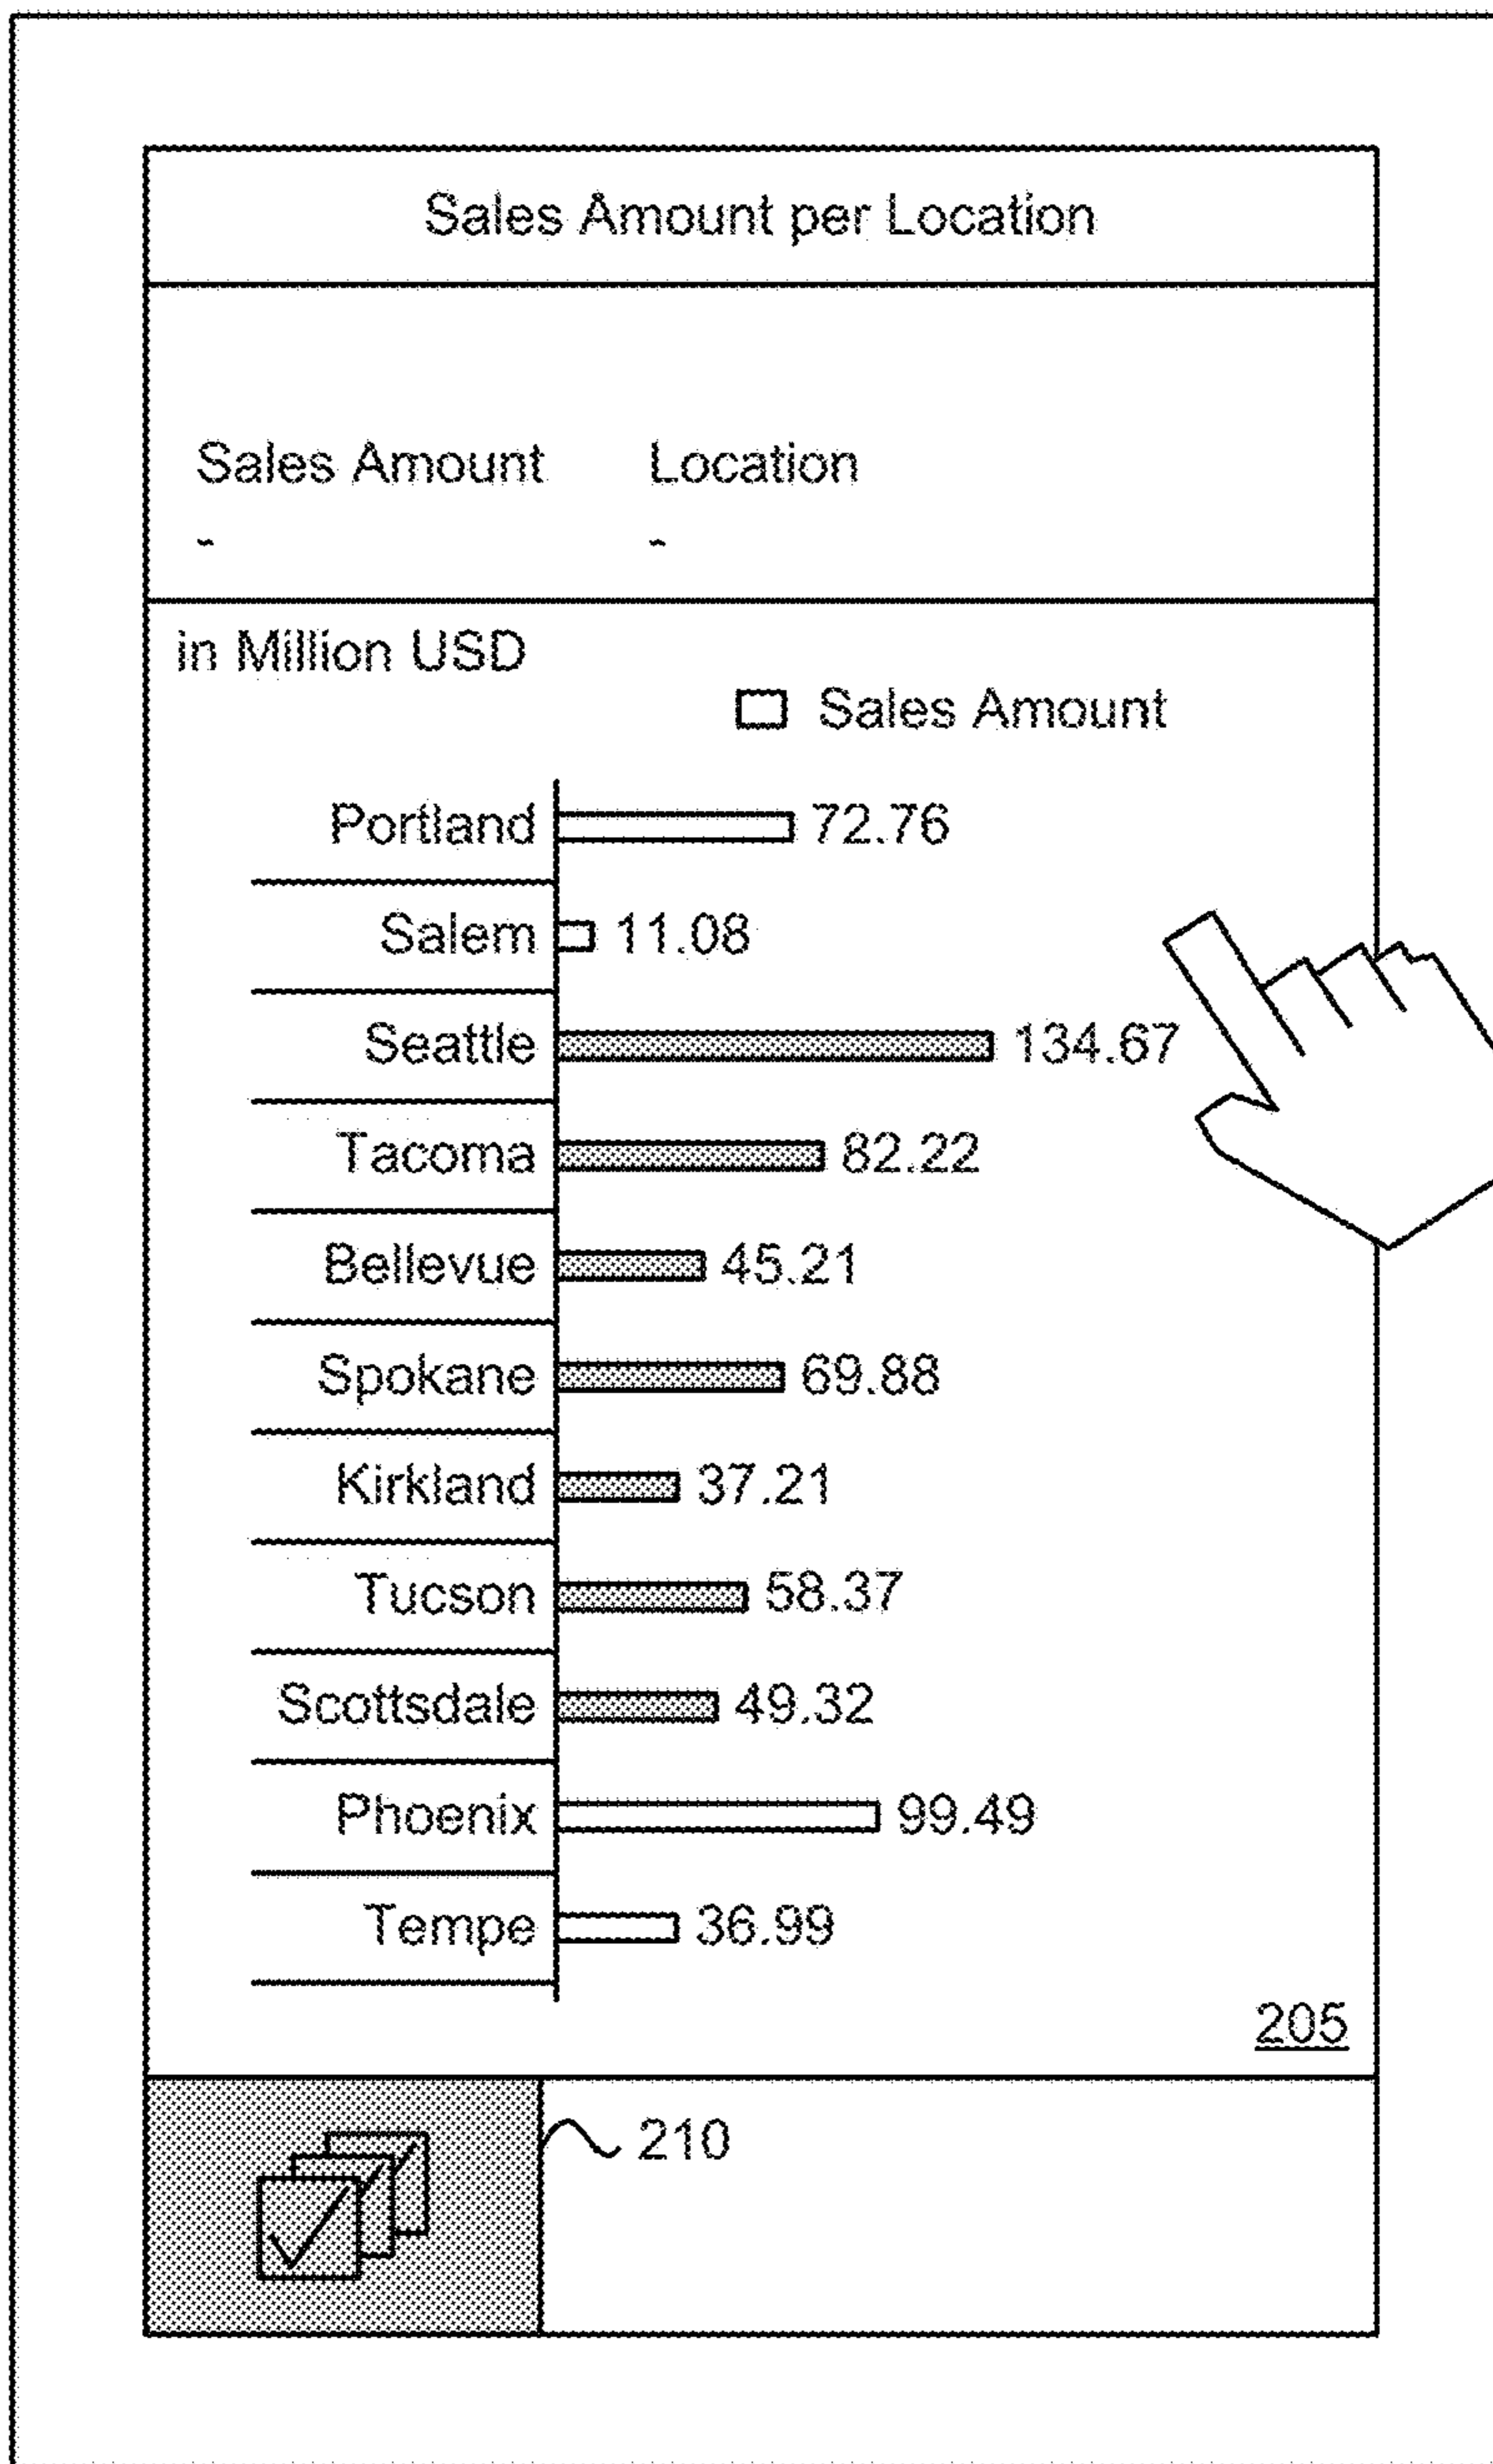 Sales Amount per Location
Sales Amount Location
- -
in Million USD
Sales Amount
Portland 72.76
Salem 11.08
Seattle 134.67
Tacoma 82.22
Bellevue 45.21
Spokane 69.88
Kirkland 37.21
Tucson 58.37
Scottsdale 49.32
Phoenix 99.49
Tempe 36.99
205
210